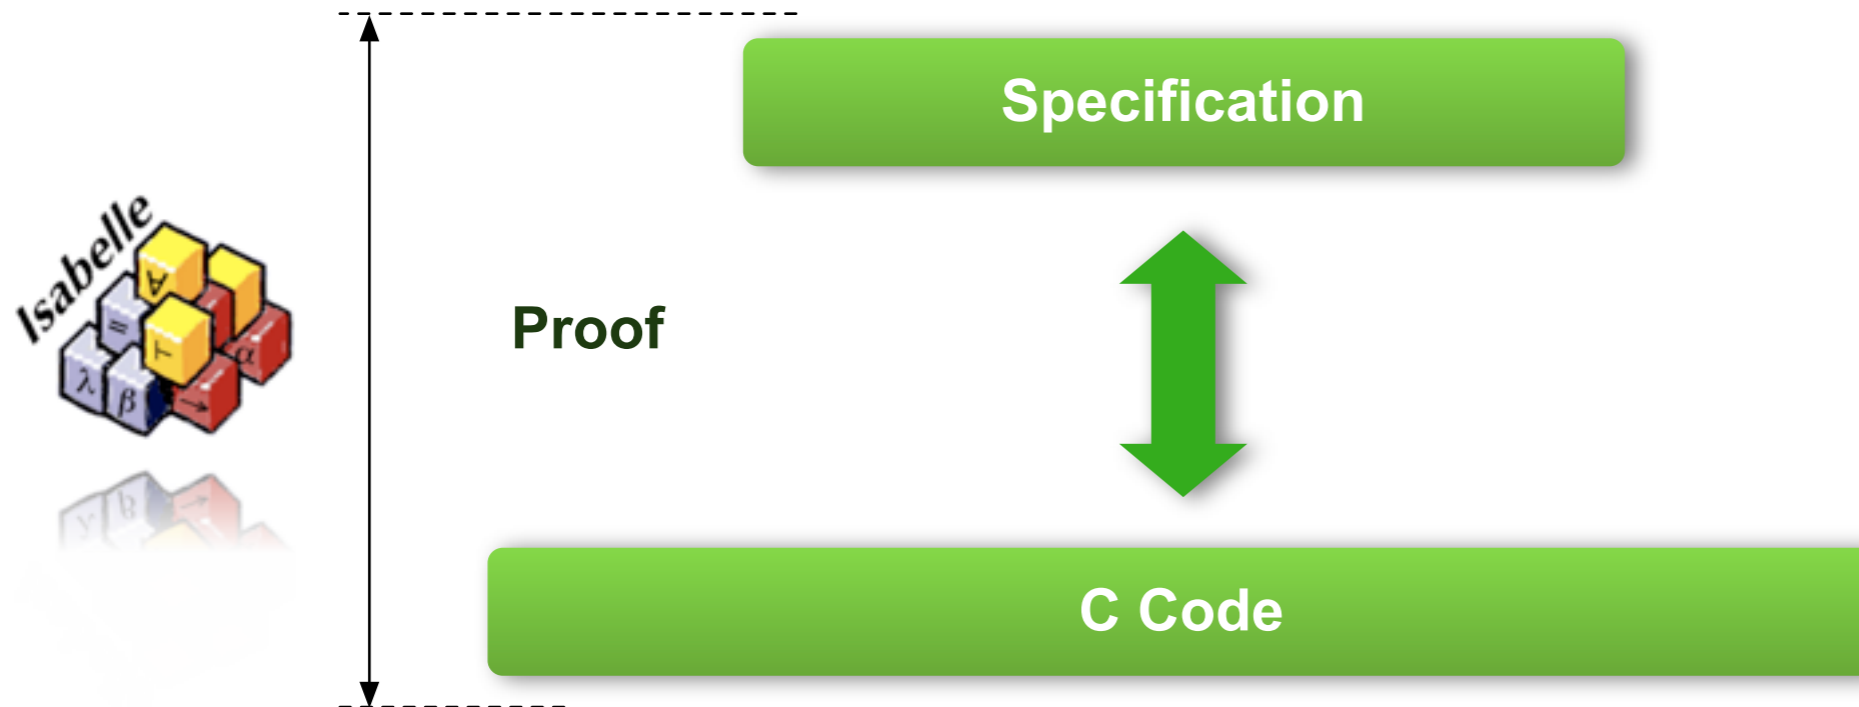 Specification
Isabelle
∀
=
⊢
α
λ
β
→
Proof
C Code